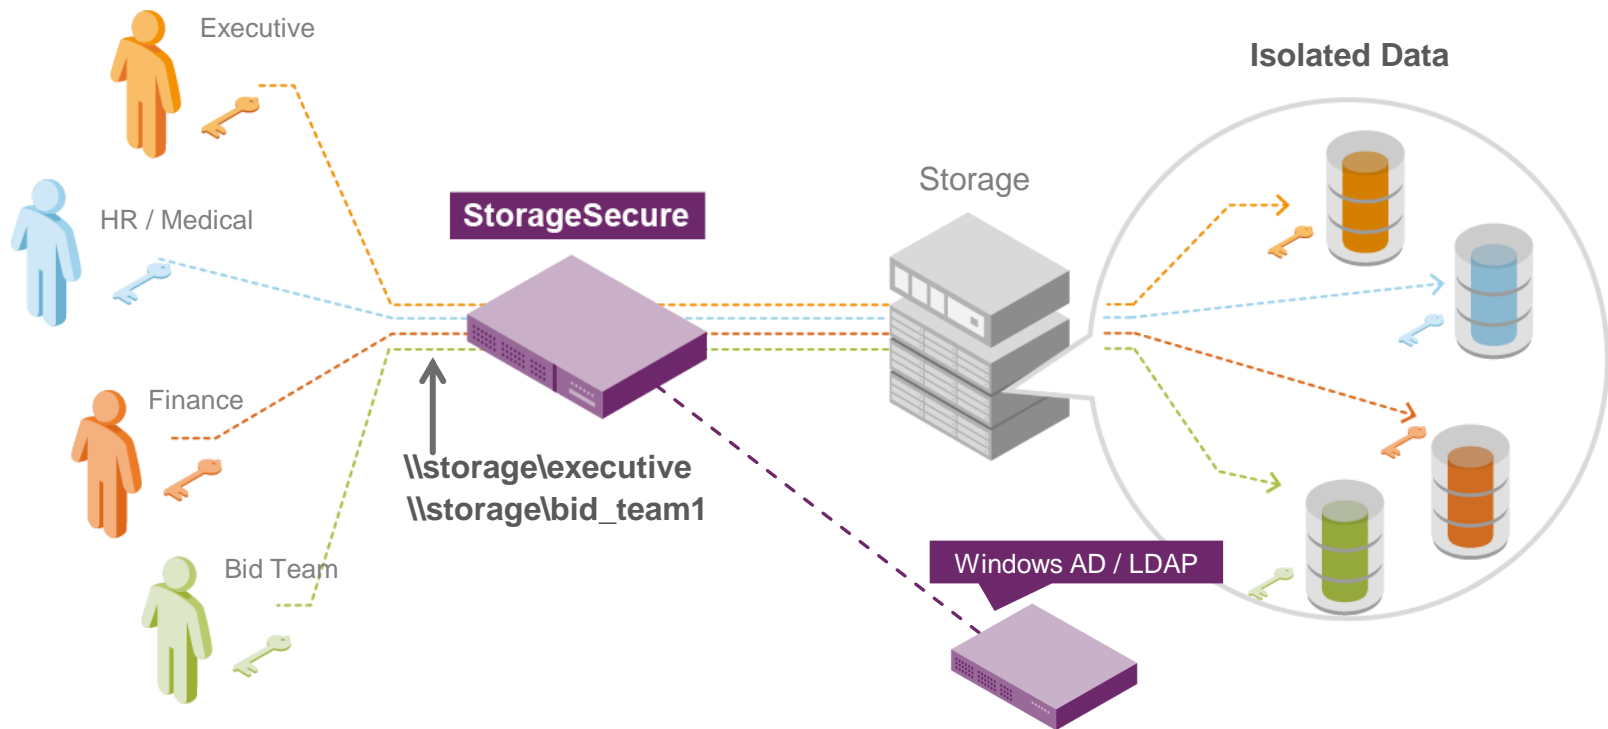 Executive
Isolated Data
Storage
StorageSecure
HR / Medical
Finance
\\storage\executive
\\storage\bid_team1
Bid Team
Windows AD / LDAP